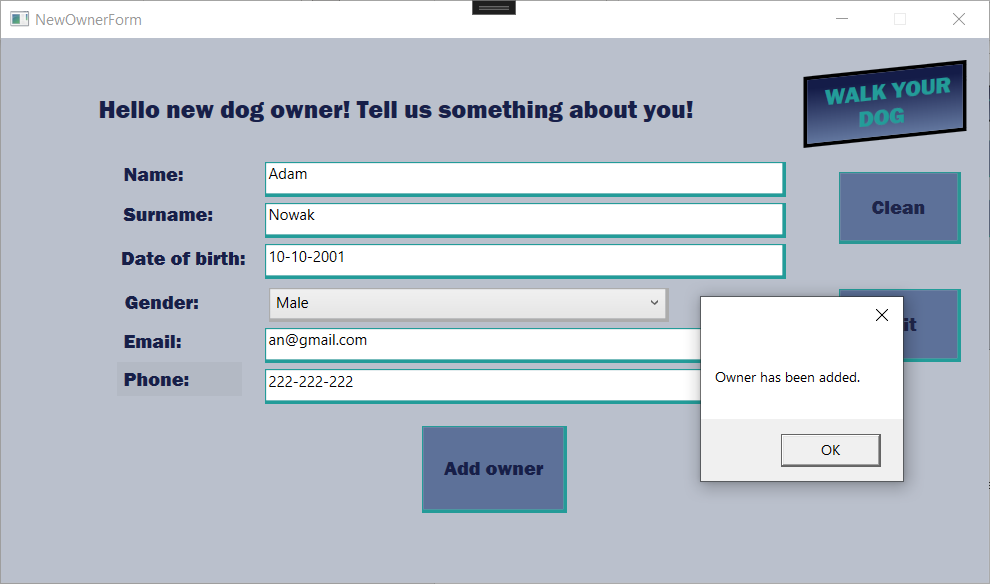 NewOwnerForm
WALK YOUR
DOG
Hello new dog owner! Tell us something about you!
Name:
Adam
Clean
Surname:
Nowak
Date of birth:
10-10-2001
Gender:
Male
Email:
an@gmail.com
Phone:
222-222-222
Owner has been added.
OK
Add owner